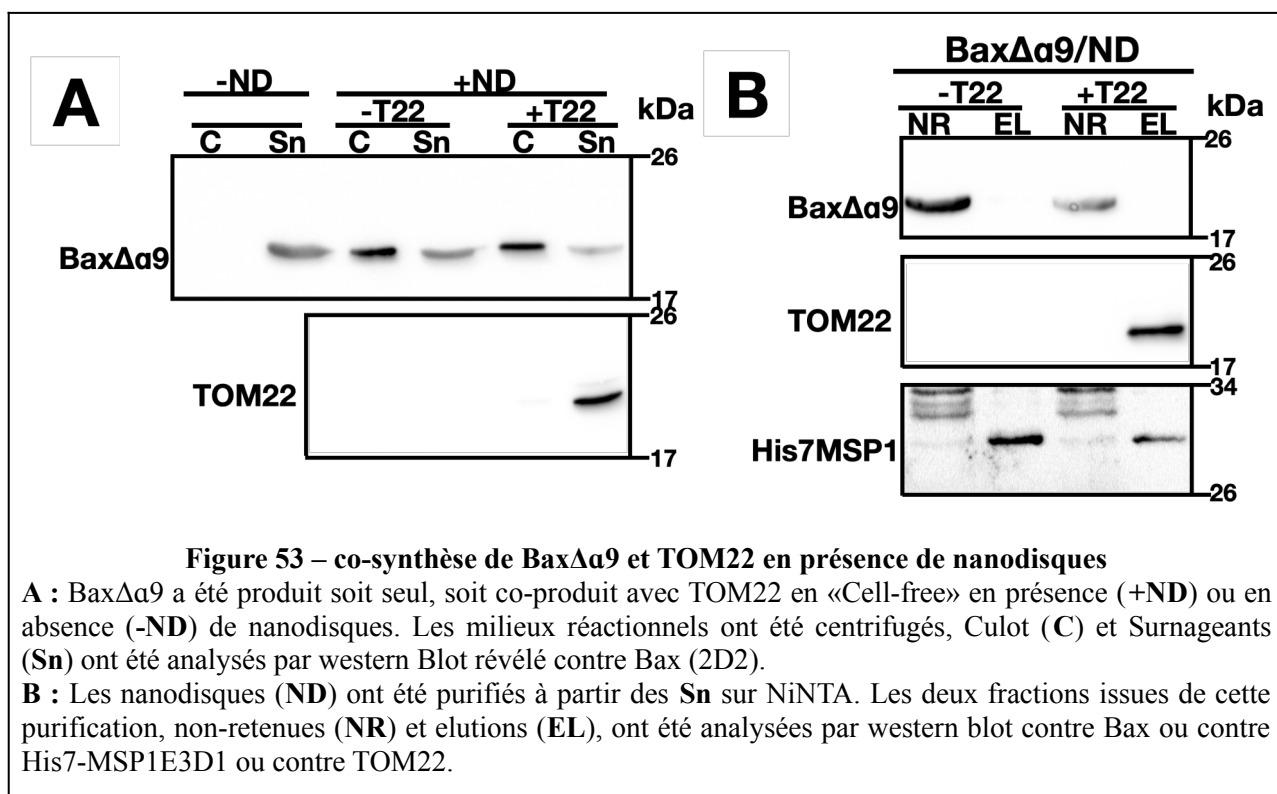 A
-ND
+ND
-T22
+T22
kDa
C Sn C Sn C Sn
26
BaxΔα9
17
26
TOM22
17
B
BaxΔα9/ND
-T22 +T22
kDa
NR EL NR EL
26
BaxΔα9
17
26
TOM22
17
34
His7MSP1
26
Figure 53 – co-synthèse de BaxΔα9 et TOM22 en présence de nanodisques
A : BaxΔα9 a été produit soit seul, soit co-produit avec TOM22 en «Cell-free» en présence (+ND) ou en
absence (-ND) de nanodisques. Les milieux réactionnels ont été centrifugés, Culot (C) et Surnageants
(Sn) ont été analysés par western Blot révélé contre Bax (2D2).
B : Les nanodisques (ND) ont été purifiés à partir des Sn sur NiNTA. Les deux fractions issues de cette
purification, non-retenues (NR) et elutions (EL), ont été analysées par western blot contre Bax ou contre
His7-MSP1E3D1 ou contre TOM22.